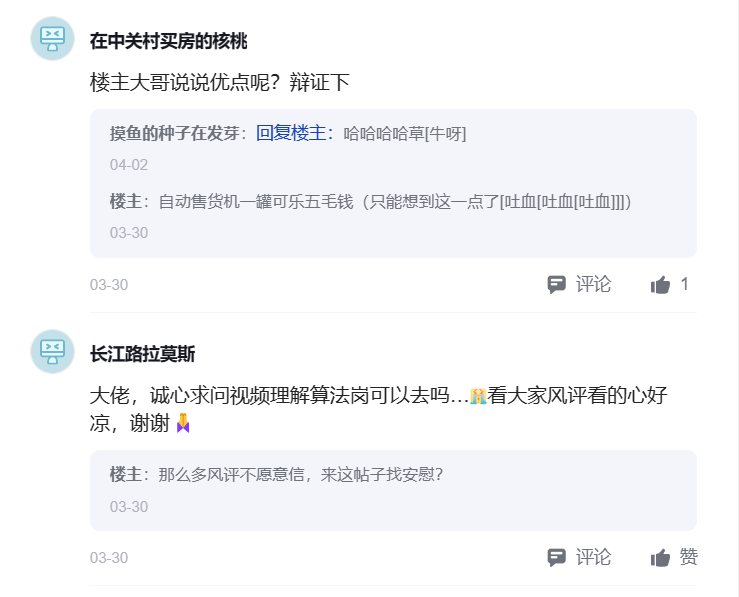 在中关村买房的核桃
楼主大哥说说优点呢？辩证下
摸鱼的种子在发芽：回复楼主：哈哈哈哈草[牛呀]
04-02
楼主：自动售货机一罐可乐五毛钱（只能想到这一点了[吐血[吐血[吐血]]]）
03-30
03-30 评论 1
长江路拉莫斯
大佬，诚心求问视频理解算法岗可以去吗...看大家风评看的心好
凉，谢谢
楼主：那么多风评不愿意信，来这帖子找安慰？
03-30
03-30 评论 赞